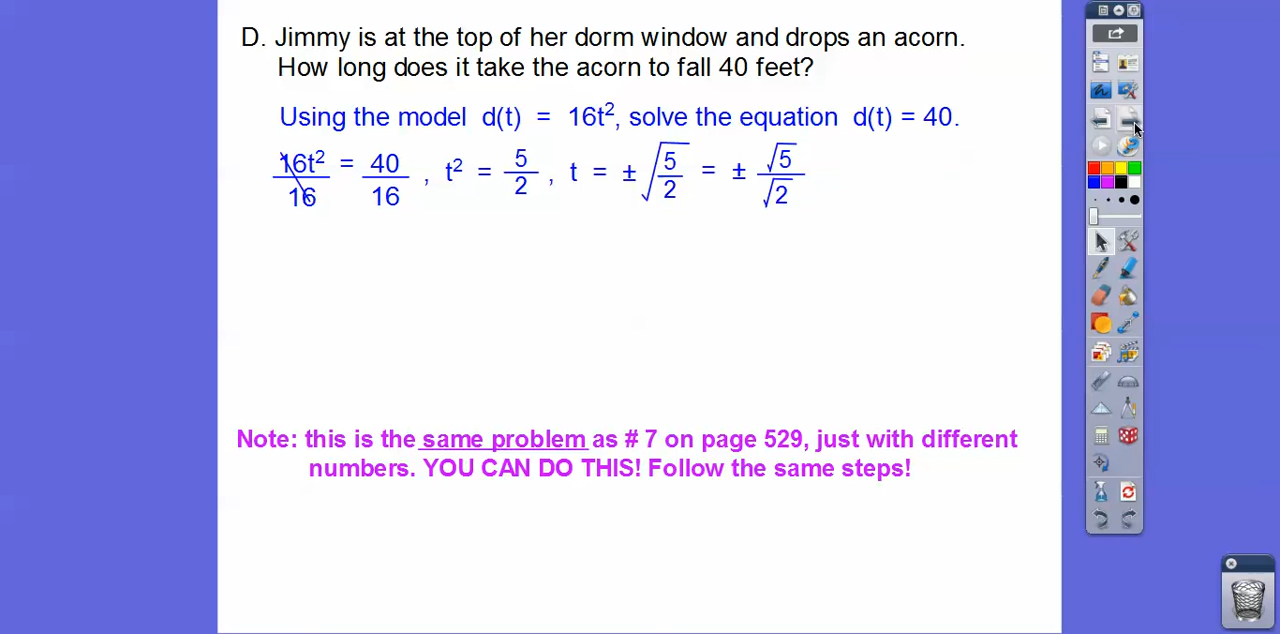 D. Jimmy is at the top of her dorm window and drops an acorn.
How long does it take the acorn to fall 40 feet?
Using the model d(t) = 16t², solve the equation d(t) = 40.
16t²/16 = 40/16 , t² = 5/2 , t = ± √(5/2) = ± √5/√2
Note: this is the same problem as # 7 on page 529, just with different
numbers. YOU CAN DO THIS! Follow the same steps!